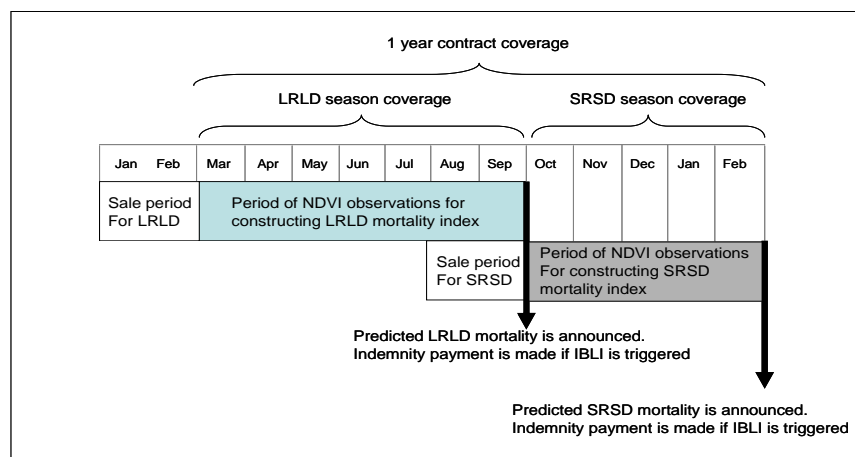 1 year contract coverage
LRLD season coverage
SRSD season coverage
Jan Feb Mar Apr May Jun Jul Aug Sep Oct Nov Dec Jan Feb
Sale period
For LRLD
Period of NDVI observations for
constructing LRLD mortality index
Sale period
For SRSD
Period of NDVI observations
For constructing SRSD
mortality index
Predicted LRLD mortality is announced.
Indemnity payment is made if IBLI is triggered
Predicted SRSD mortality is announced.
Indemnity payment is made if IBLI is triggered